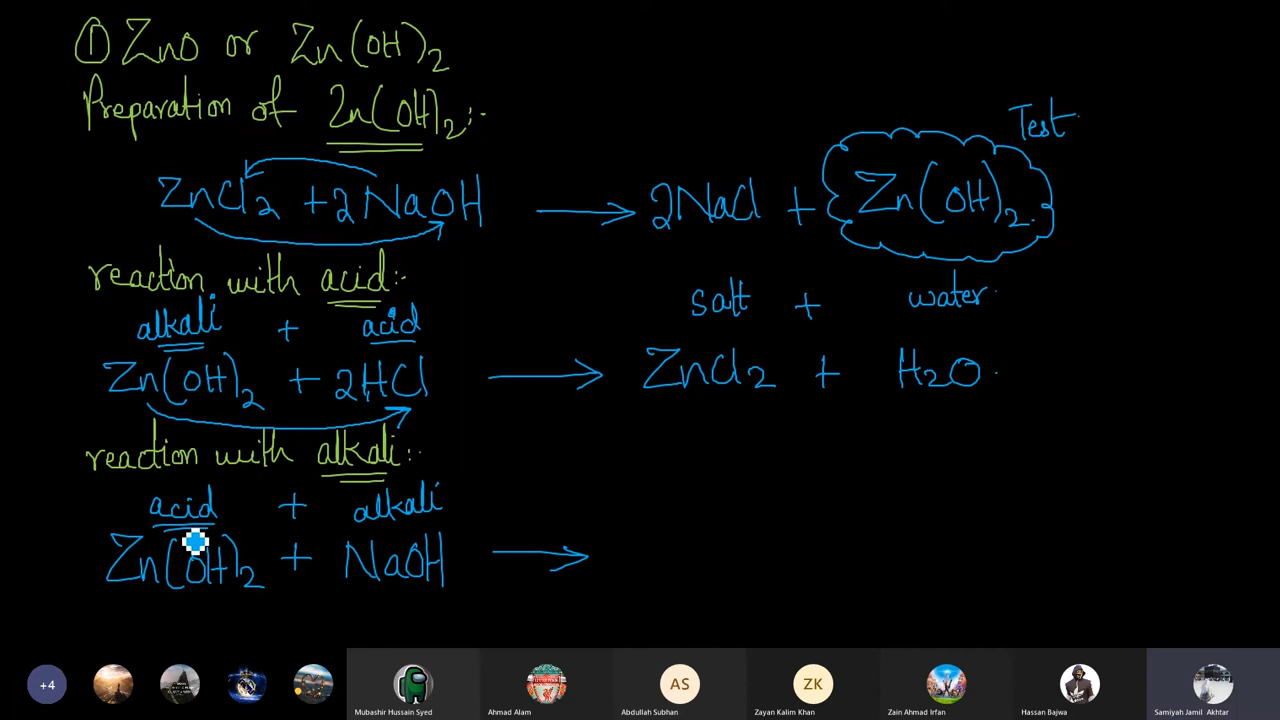 ① ZnO or Zn(OH)2
Preparation of Zn(OH)2:-
Test
ZnCl2 + 2NaOH → 2NaCl + Zn(OH)2.
reaction with acid:-
salt + water.
alkali + acid
Zn(OH)2 + 2HCl → ZnCl2 + H2O.
reaction with alkali:-
acid + alkali
Zn(OH)2 + NaOH →
+4
AS
ZK
Mubashir Hussain Syed
Ahmad Alam
Abdullah Subhan
Zayan Kalim Khan
Zain Ahmad Irfan
Hassan Bajwa
Samiyah Jamil Akhtar